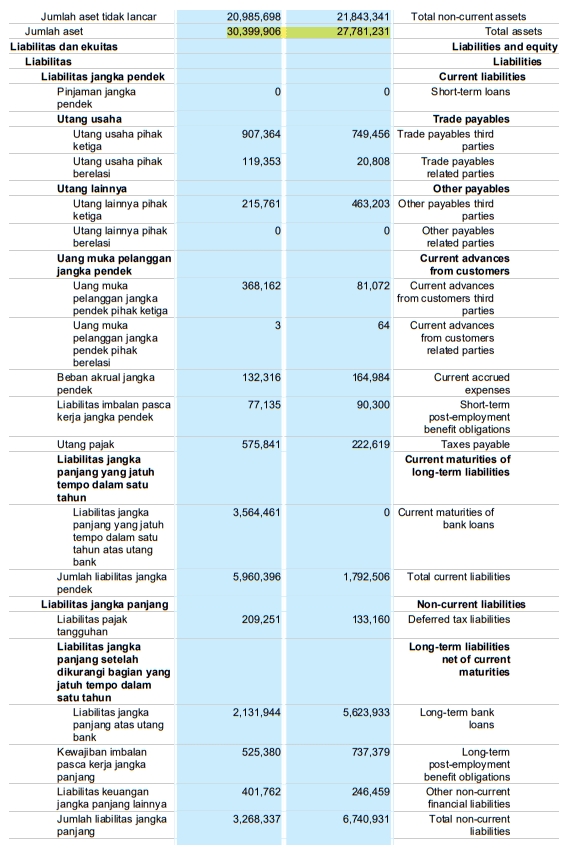 Jumlah aset tidak lancar 20,985,698 21,843,341 Total non-current assets
Jumlah aset 30,399,906 27,781,231 Total assets
Liabilitas dan ekuitas Liabilities and equity
Liabilitas Liabilities
Liabilitas jangka pendek Current liabilities
Pinjaman jangka 0 0 Short-term loans
pendek
Utang usaha Trade payables
Utang usaha pihak 907,364 749,456 Trade payables third
ketiga parties
Utang usaha pihak 119,353 20,808 Trade payables
berelasi related parties
Utang lainnya Other payables
Utang lainnya pihak 215,761 463,203 Other payables third
ketiga parties
Utang lainnya pihak 0 0 Other payables
berelasi related parties
Uang muka pelanggan Current advances
jangka pendek from customers
Uang muka 368,162 81,072 Current advances
pelanggan jangka from customers third
pendek pihak ketiga parties
Uang muka 3 64 Current advances
pelanggan jangka from customers
pendek pihak related parties
berelasi
Beban akrual jangka 132,316 164,984 Current accrued
pendek expenses
Liabilitas imbalan pasca 77,135 90,300 Short-term
kerja jangka pendek post-employment
benefit obligations
Utang pajak 575,841 222,619 Taxes payable
Liabilitas jangka Current maturities of
panjang yang jatuh long-term liabilities
tempo dalam satu
tahun
Liabilitas jangka 3,564,461 0 Current maturities of
panjang yang jatuh bank loans
tempo dalam satu
tahun atas utang
bank
Jumlah liabilitas jangka 5,960,396 1,792,506 Total current liabilities
pendek
Liabilitas jangka panjang Non-current liabilities
Liabilitas pajak 209,251 133,160 Deferred tax liabilities
tangguhan
Liabilitas jangka Long-term liabilities
panjang setelah net of current
dikurangi bagian yang maturities
jatuh tempo dalam
satu tahun
Liabilitas jangka 2,131,944 5,623,933 Long-term bank
panjang atas utang loans
bank
Kewajiban imbalan 525,380 737,379 Long-term
pasca kerja jangka post-employment
panjang benefit obligations
Liabilitas keuangan 401,762 246,459 Other non-current
jangka panjang lainnya financial liabilities
Jumlah liabilitas jangka 3,268,337 6,740,931 Total non-current
panjang liabilities